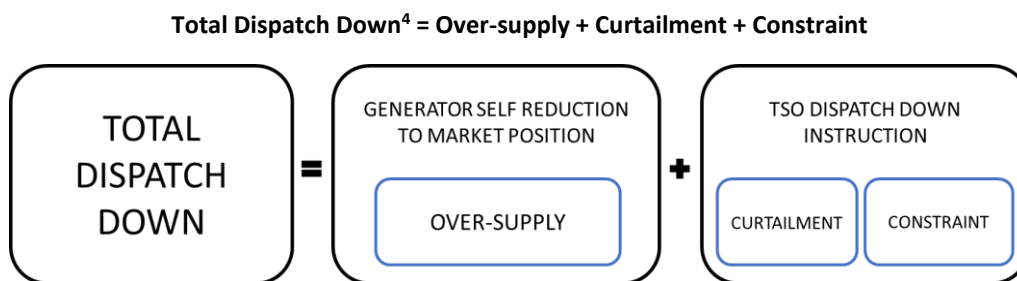 Total Dispatch Down⁴ = Over-supply + Curtailment + Constraint
TOTAL
DISPATCH
DOWN
=
GENERATOR SELF REDUCTION
TO MARKET POSITION
OVER-SUPPLY
+
TSO DISPATCH DOWN
INSTRUCTION
CURTAILMENT
CONSTRAINT